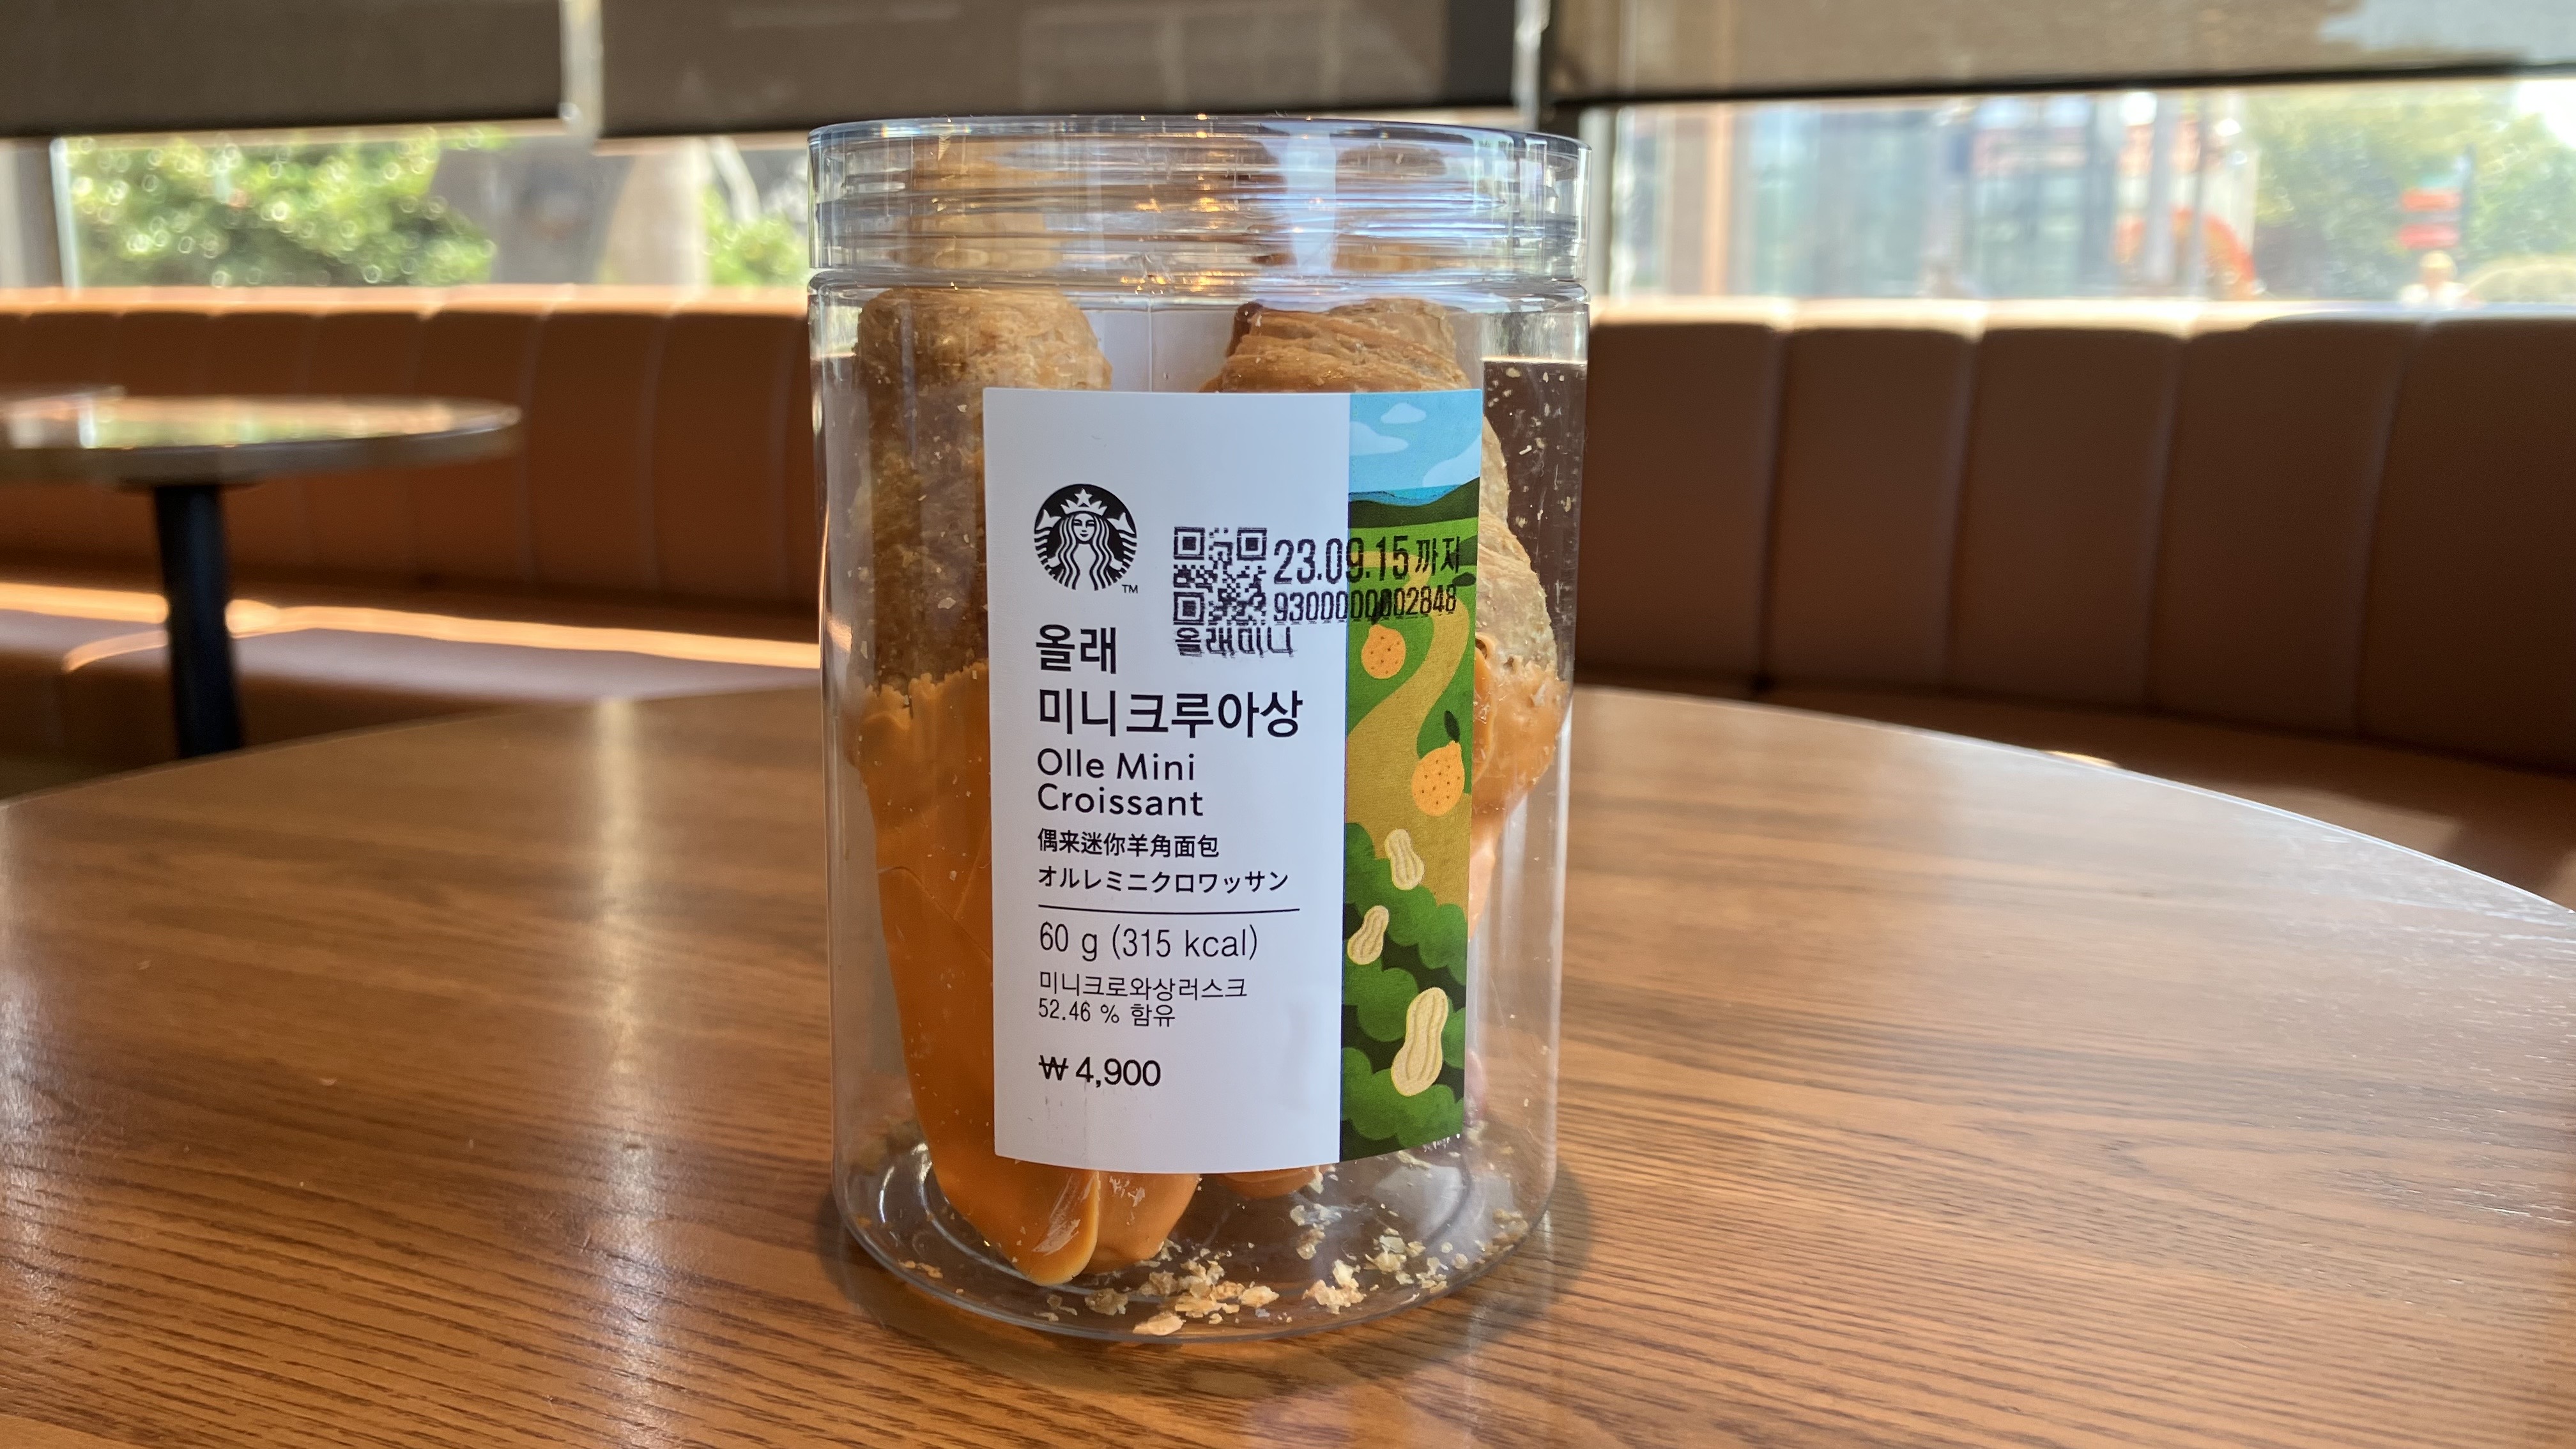 23.09.15 까지
9300000002848
올래미니
TM
올래
미니크루아상
Olle Mini
Croissant
偶来迷你羊角面包
オルレミニクロワッサン
60 g (315 kcal)
미니크로와상러스크
52.46 % 함유
₩ 4,900